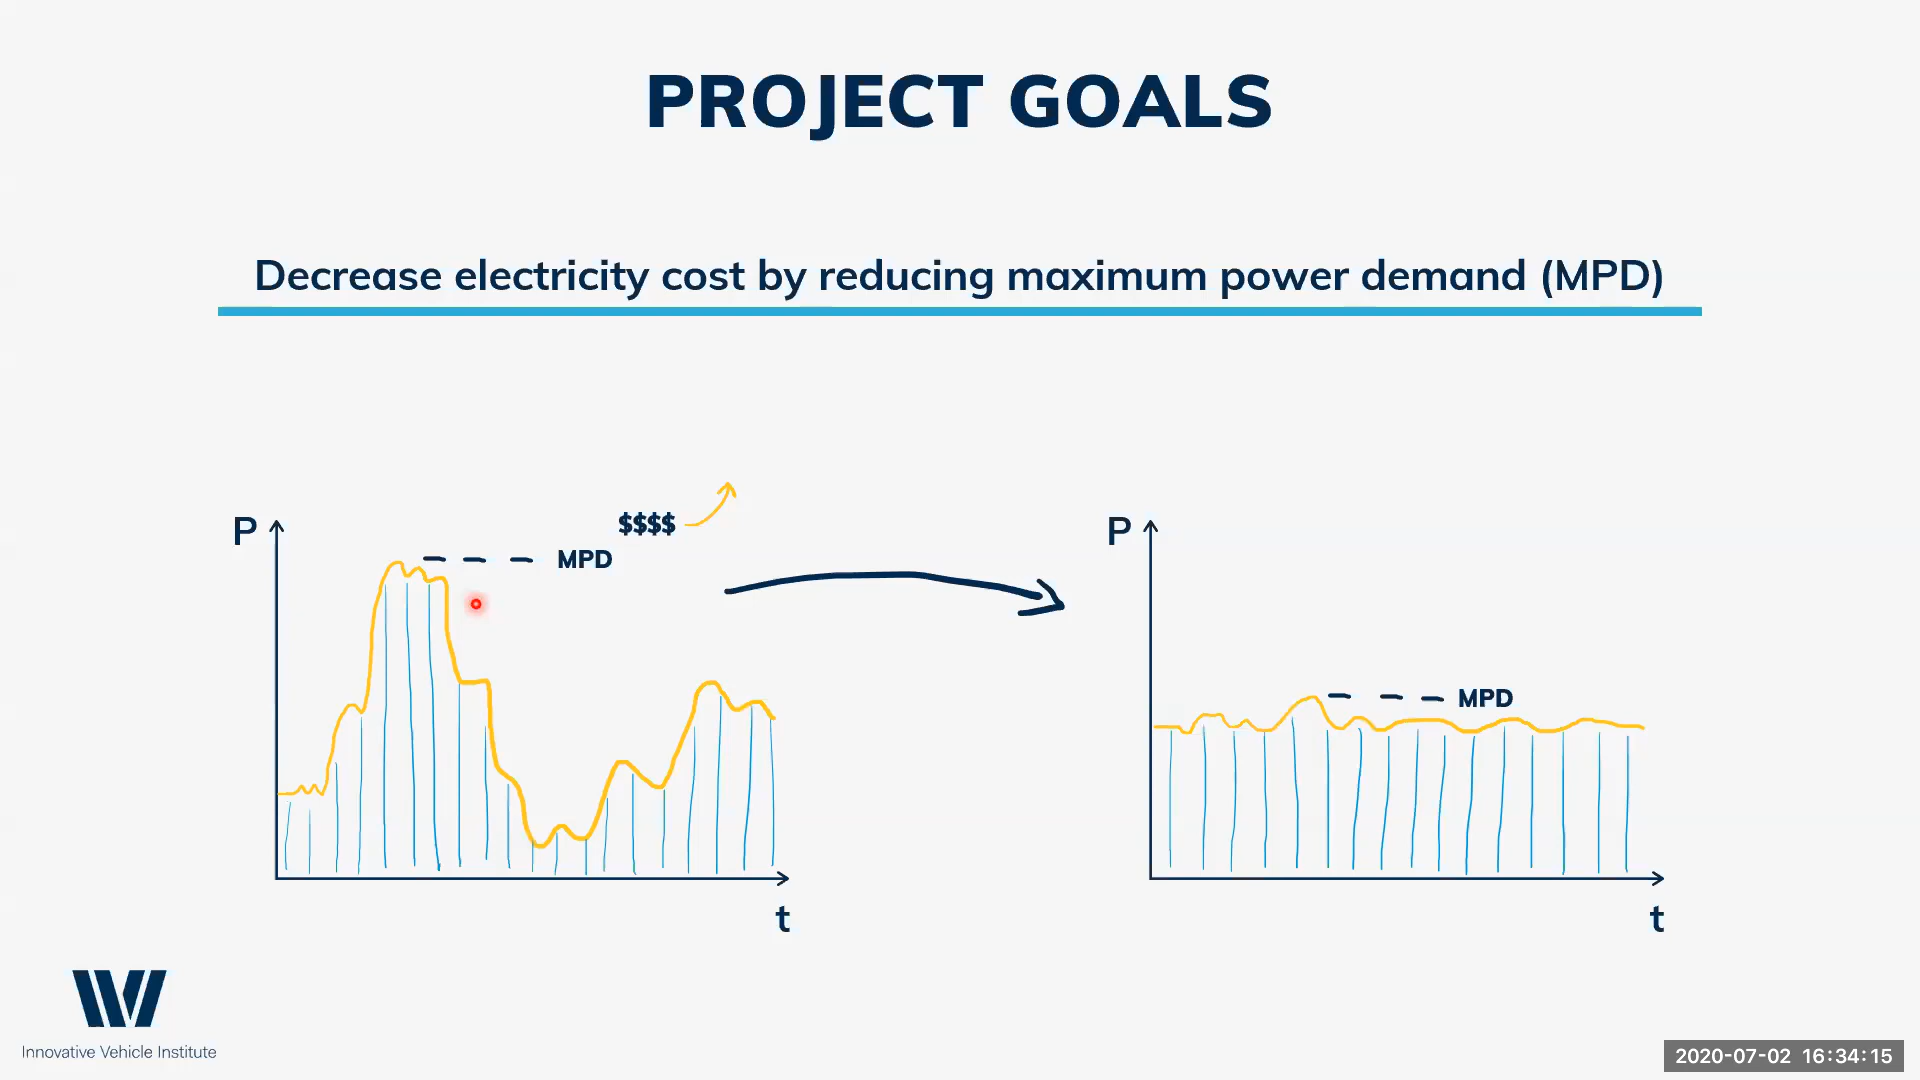 PROJECT GOALS
Decrease electricity cost by reducing maximum power demand (MPD)
$$$$
P
MPD
t
P
MPD
t
Innovative Vehicle Institute
2020-07-02 16:34:15